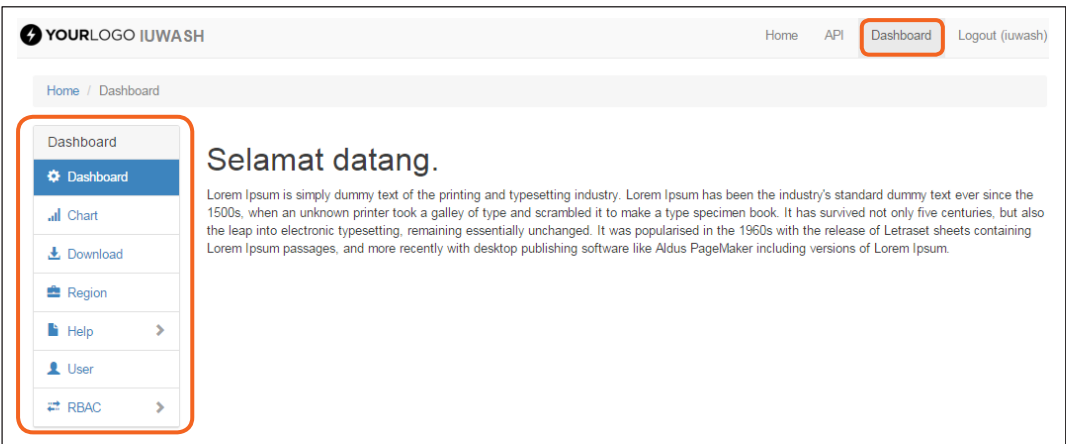 YOURLOGO IUWASH
Home API Dashboard Logout (iuwash)
Home / Dashboard
Dashboard
Dashboard
Chart
Download
Region
Help
User
RBAC
Selamat datang.
Lorem Ipsum is simply dummy text of the printing and typesetting industry. Lorem Ipsum has been the industry's standard dummy text ever since the
1500s, when an unknown printer took a galley of type and scrambled it to make a type specimen book. It has survived not only five centuries, but also
the leap into electronic typesetting, remaining essentially unchanged. It was popularised in the 1960s with the release of Letraset sheets containing
Lorem Ipsum passages, and more recently with desktop publishing software like Aldus PageMaker including versions of Lorem Ipsum.